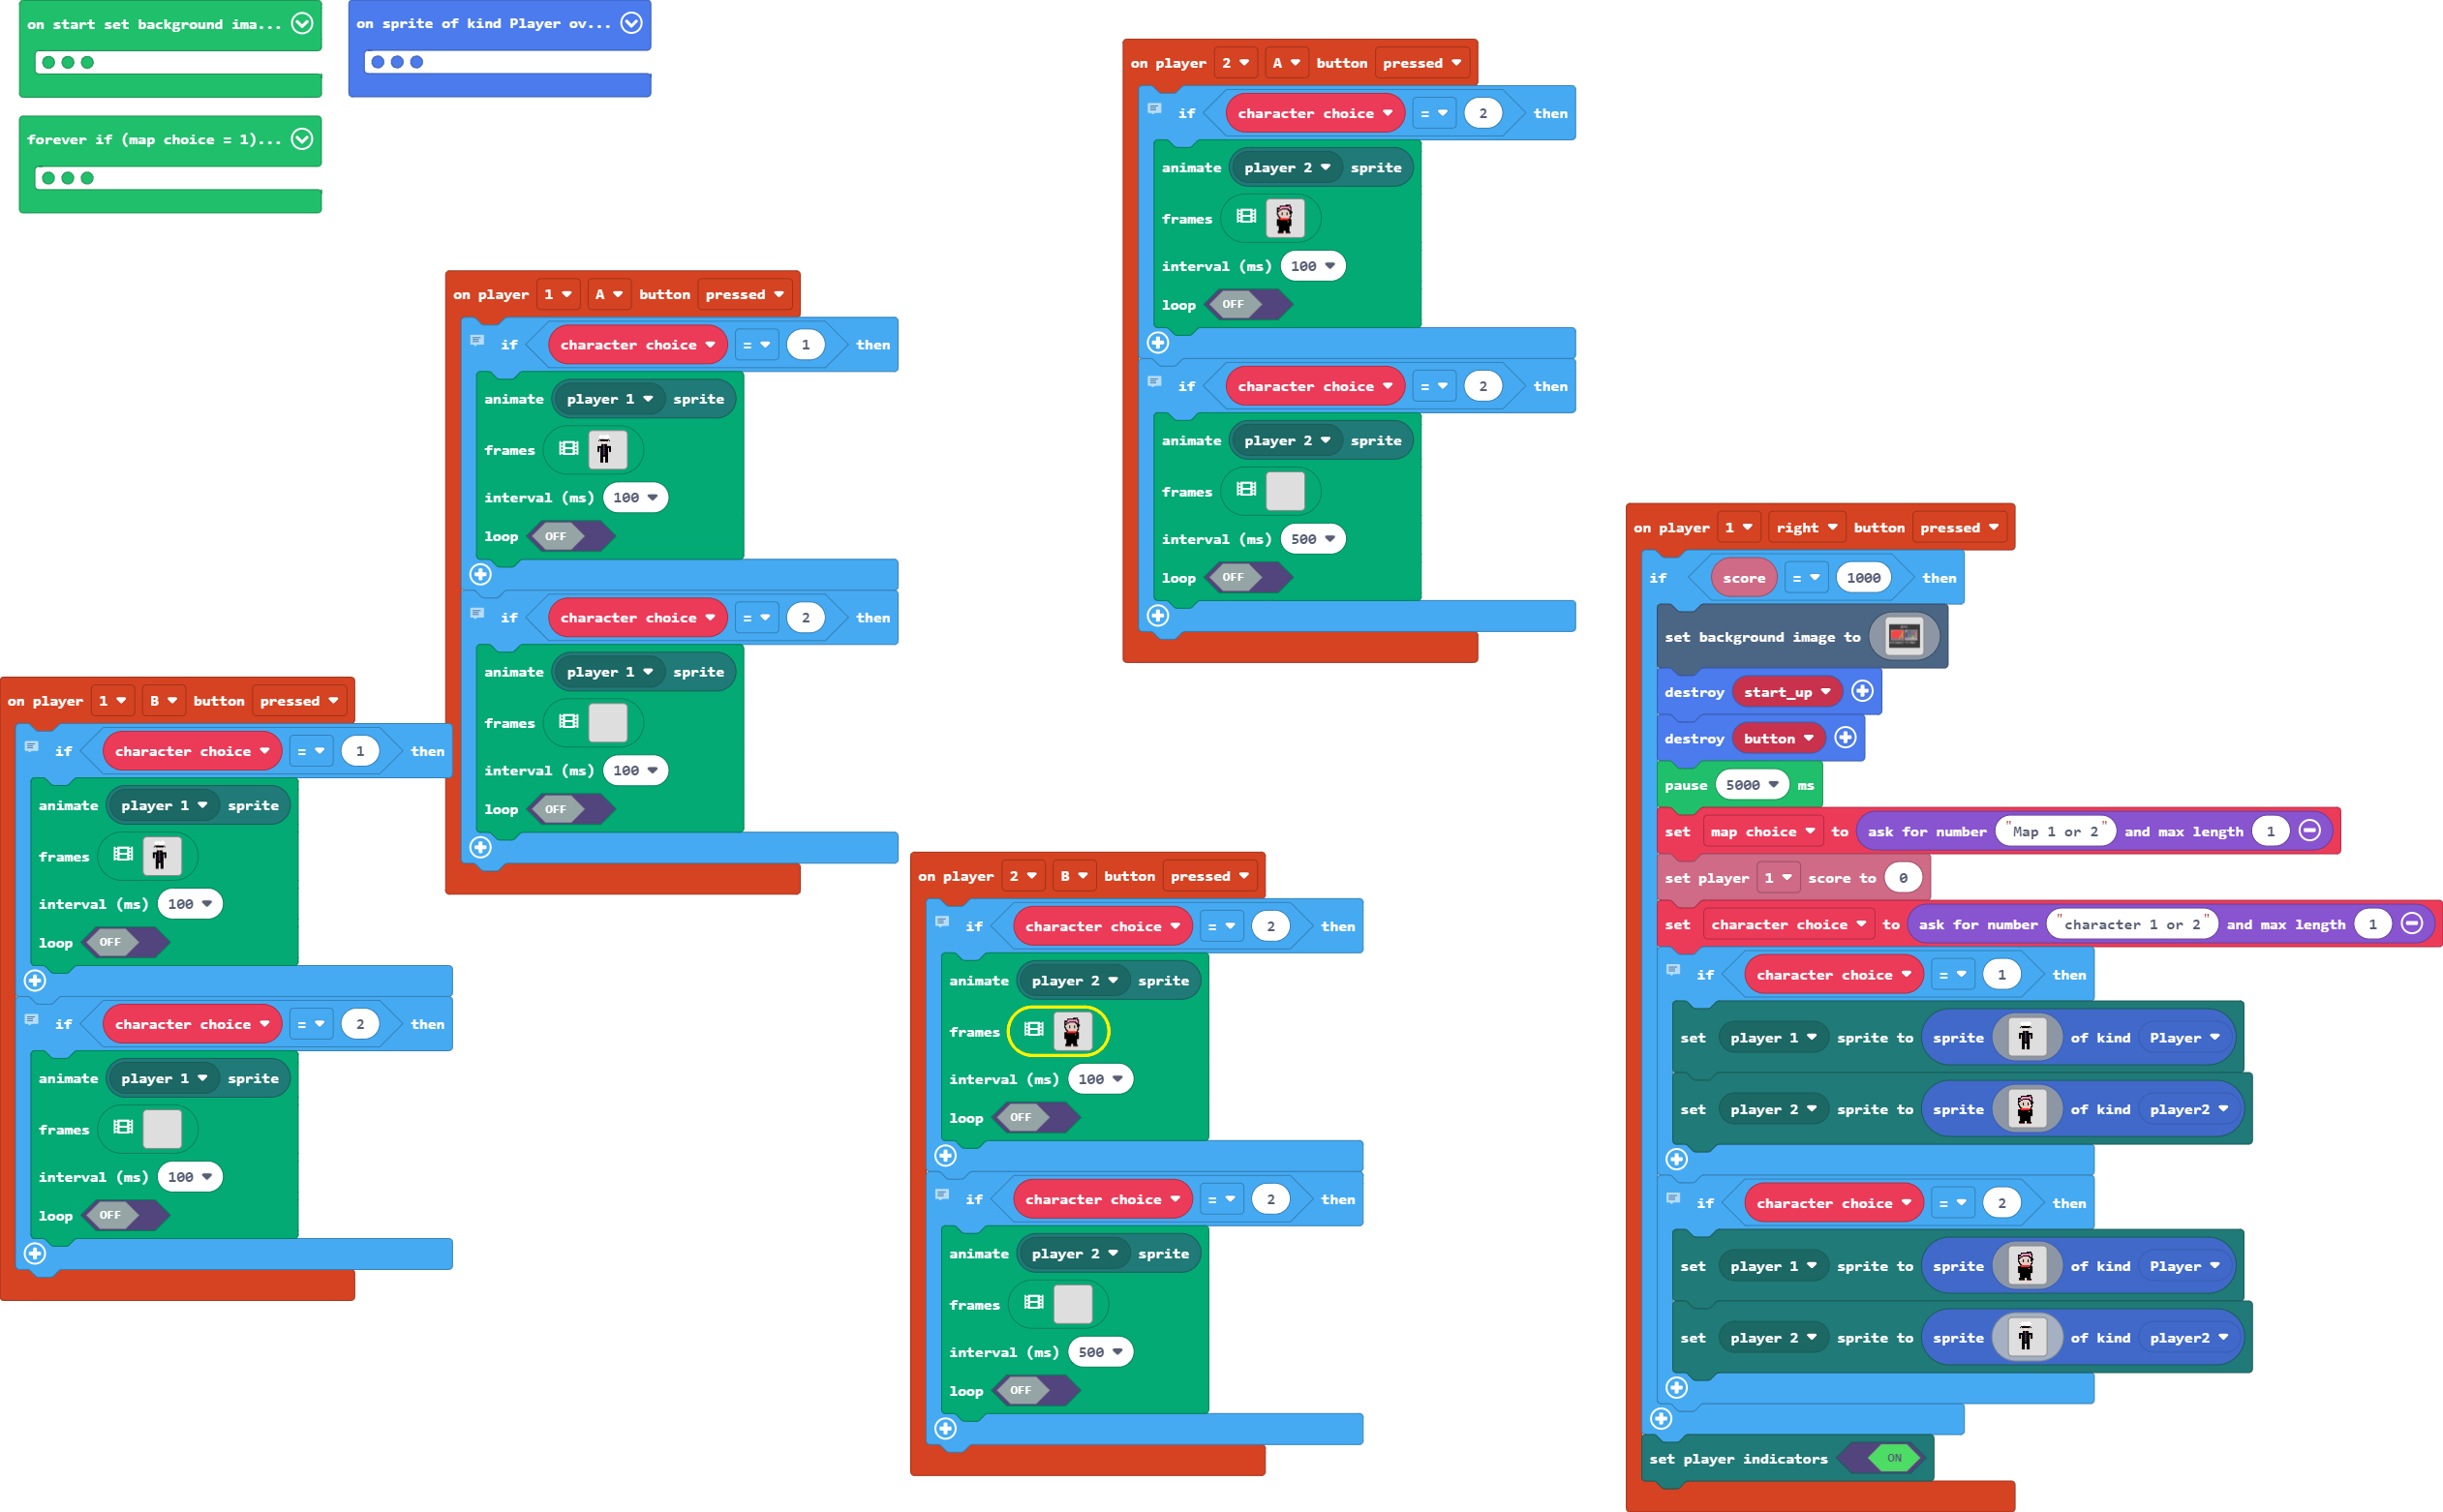 on start set background ima...
forever if (map choice = 1)...
on sprite of kind Player ov...
on player 1 A button pressed
if character choice = 1 then
animate player 1 sprite
frames
interval (ms) 100
loop OFF
if character choice = 2 then
animate player 1 sprite
frames
interval (ms) 100
loop OFF
on player 1 B button pressed
if character choice = 1 then
animate player 1 sprite
frames
interval (ms) 100
loop OFF
if character choice = 2 then
animate player 1 sprite
frames
interval (ms) 100
loop OFF
on player 2 A button pressed
if character choice = 2 then
animate player 2 sprite
frames
interval (ms) 100
loop OFF
if character choice = 2 then
animate player 2 sprite
frames
interval (ms) 500
loop OFF
on player 2 B button pressed
if character choice = 2 then
animate player 2 sprite
frames
interval (ms) 100
loop OFF
if character choice = 2 then
animate player 2 sprite
frames
interval (ms) 500
loop OFF
on player 1 right button pressed
if score = 1000 then
set background image to
destroy start_up
destroy button
pause 5000 ms
set map choice to ask for number "Map 1 or 2" and max length 1
set player 1 score to 0
set character choice to ask for number "character 1 or 2" and max length 1
if character choice = 1 then
set player 1 sprite to sprite of kind Player
set player 2 sprite to sprite of kind player2
if character choice = 2 then
set player 1 sprite to sprite of kind Player
set player 2 sprite to sprite of kind player2
set player indicators ON